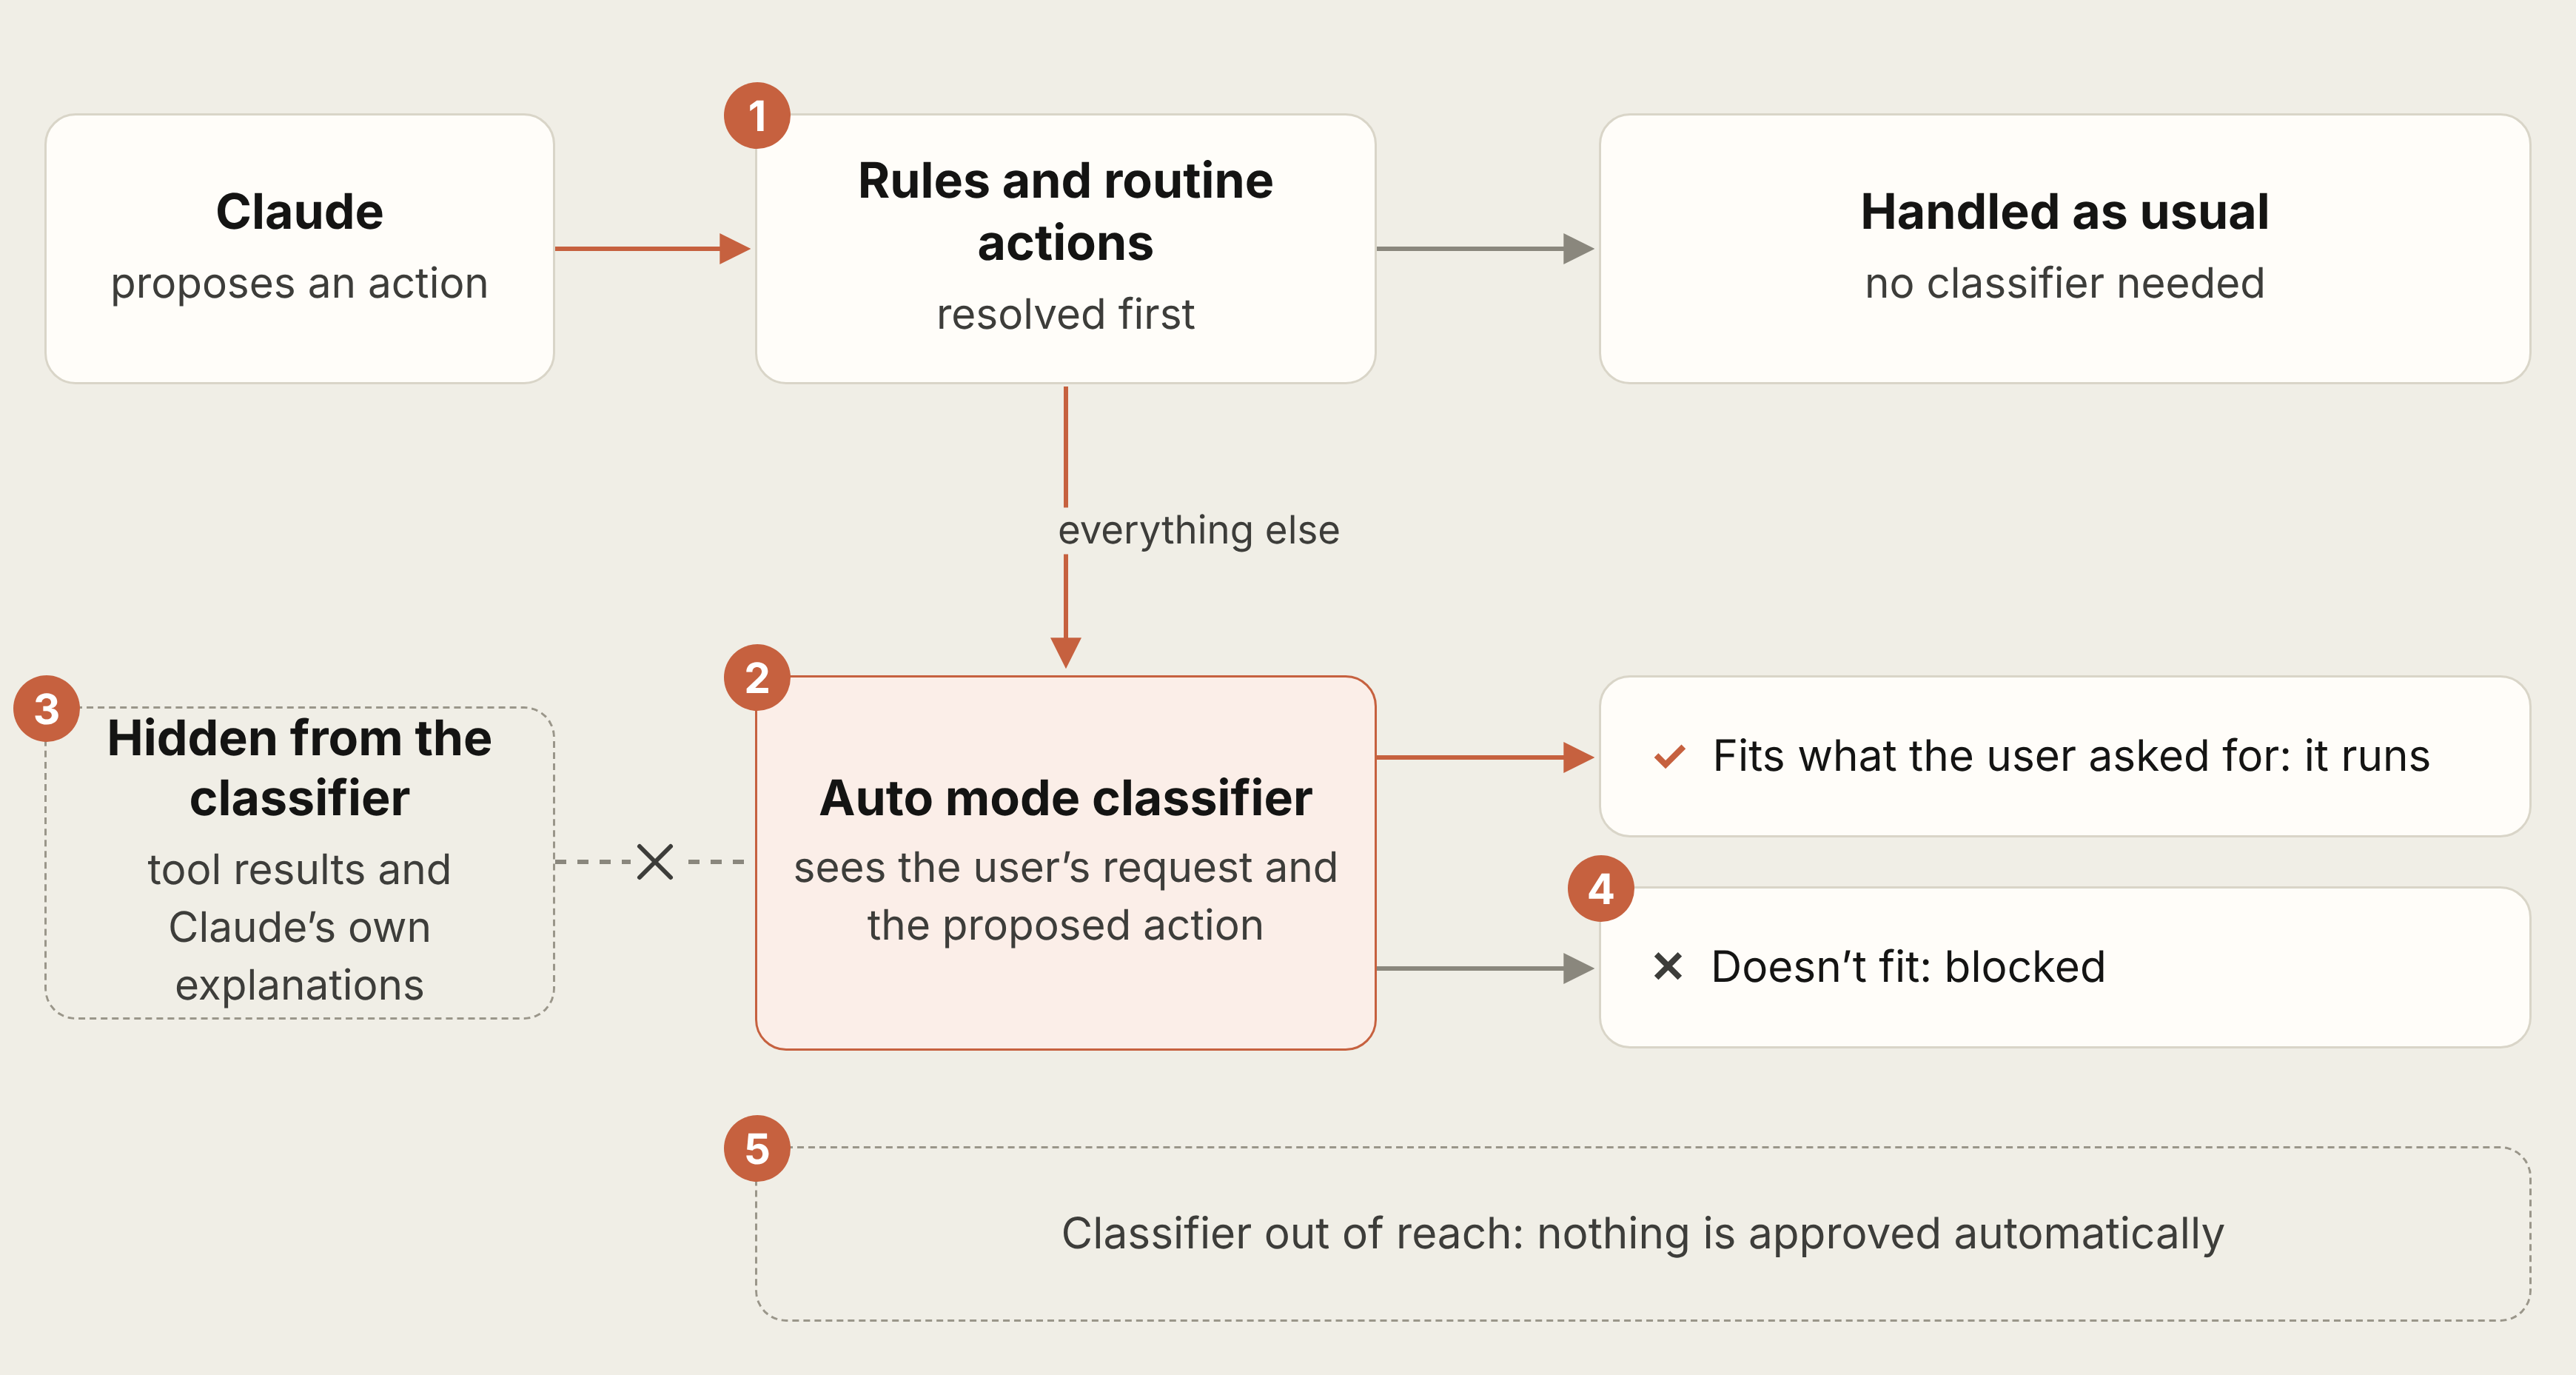 Claude
proposes an action
1
Rules and routine
actions
resolved first
Handled as usual
no classifier needed
everything else
3
Hidden from the
classifier
tool results and
Claude’s own
explanations
2
Auto mode classifier
sees the user’s request and
the proposed action
Fits what the user asked for: it runs
4
Doesn’t fit: blocked
5
Classifier out of reach: nothing is approved automatically